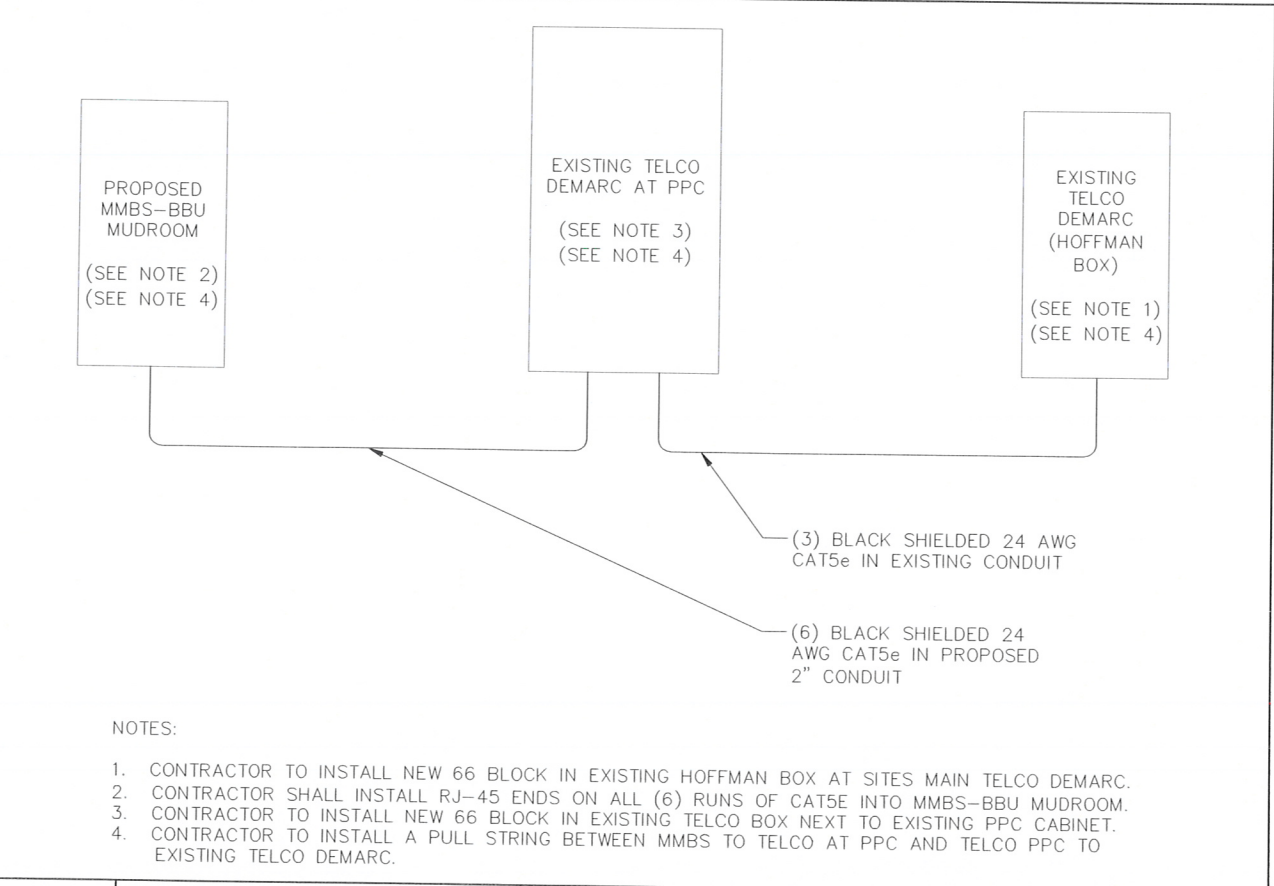 PROPOSED
MMBS-BBU
MUDROOM
(SEE NOTE 2)
(SEE NOTE 4)
EXISTING TELCO
DEMARC AT PPC
(SEE NOTE 3)
(SEE NOTE 4)
EXISTING
TELCO
DEMARC
(HOFFMAN
BOX)
(SEE NOTE 1)
(SEE NOTE 4)
(3) BLACK SHIELDED 24 AWG
CAT5e IN EXISTING CONDUIT
(6) BLACK SHIELDED 24
AWG CAT5e IN PROPOSED
2" CONDUIT
NOTES:
1. CONTRACTOR TO INSTALL NEW 66 BLOCK IN EXISTING HOFFMAN BOX AT SITES MAIN TELCO DEMARC.
2. CONTRACTOR SHALL INSTALL RJ-45 ENDS ON ALL (6) RUNS OF CAT5E INTO MMBS-BBU MUDROOM.
3. CONTRACTOR TO INSTALL NEW 66 BLOCK IN EXISTING TELCO BOX NEXT TO EXISTING PPC CABINET.
4. CONTRACTOR TO INSTALL A PULL STRING BETWEEN MMBS TO TELCO AT PPC AND TELCO PPC TO
EXISTING TELCO DEMARC.